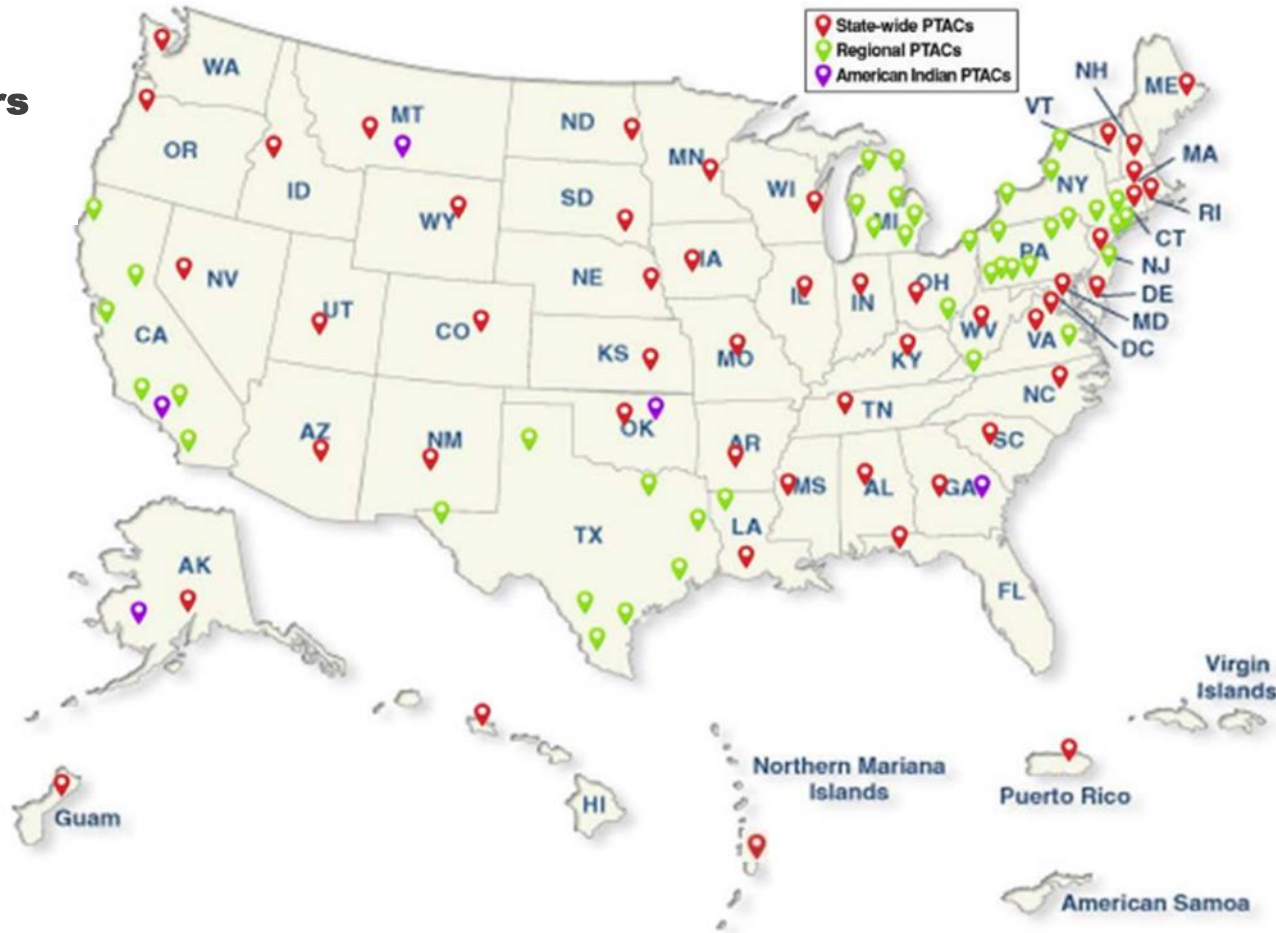 State-wide PTACs
Regional PTACs
American Indian PTACs
rs
WA
MT
ND
MN
OR
ID
SD
WI
WY
MI
NH
VT
ME
MA
NY
RI
CT
NJ
PA
DE
MD
DC
NV
UT
CO
NE
IA
IL
IN
OH
WV
VA
CA
KS
MO
KY
NC
TN
AZ
NM
OK
AR
SC
MS
AL
GA
TX
LA
FL
AK
HI
Guam
Northern Mariana
Islands
Virgin
Islands
Puerto Rico
American Samoa